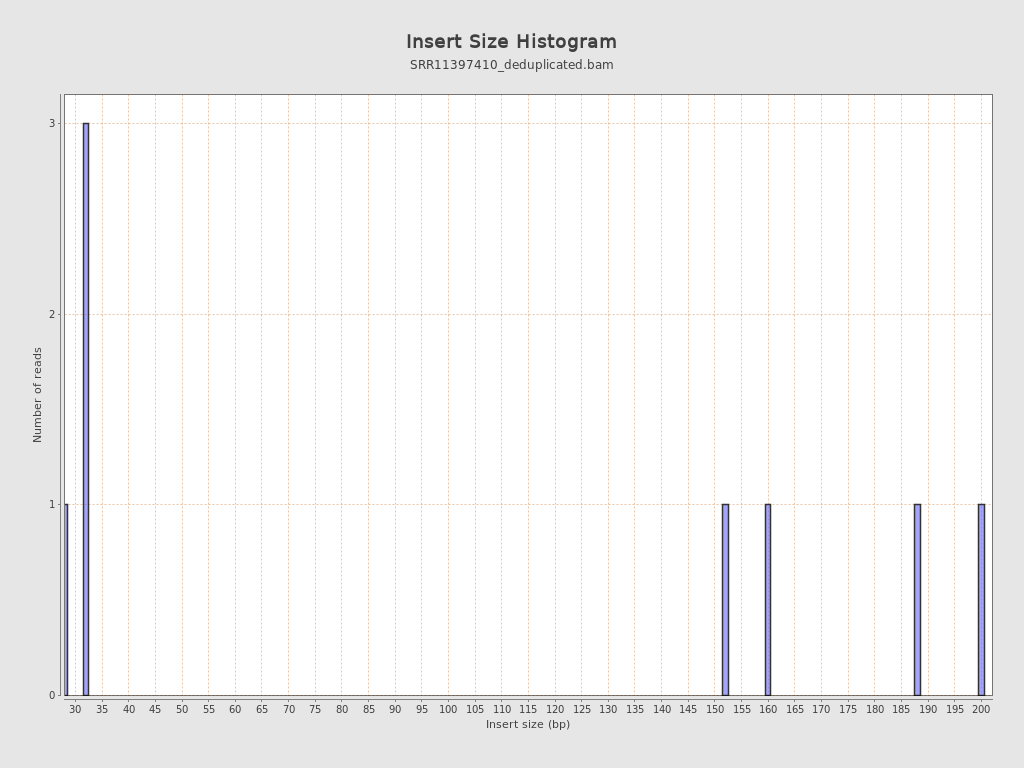 Insert Size Histogram
SRR11397410_deduplicated.bam
Number of reads
3
2
1
0
30 35 40 45 50 55 60 65 70 75 80 85 90 95 100 105 110 115 120 125 130 135 140 145 150 155 160 165 170 175 180 185 190 195 200
Insert size (bp)